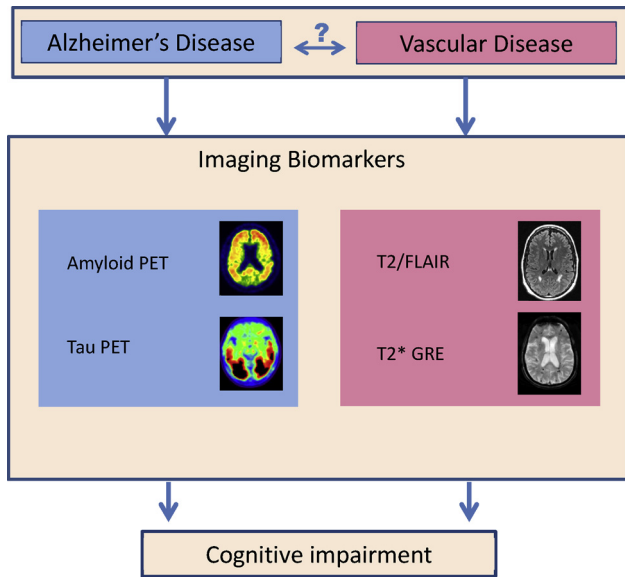 Alzheimer's Disease
?
Vascular Disease
Imaging Biomarkers
Amyloid PET
T2/FLAIR
Tau PET
T2* GRE
Cognitive impairment